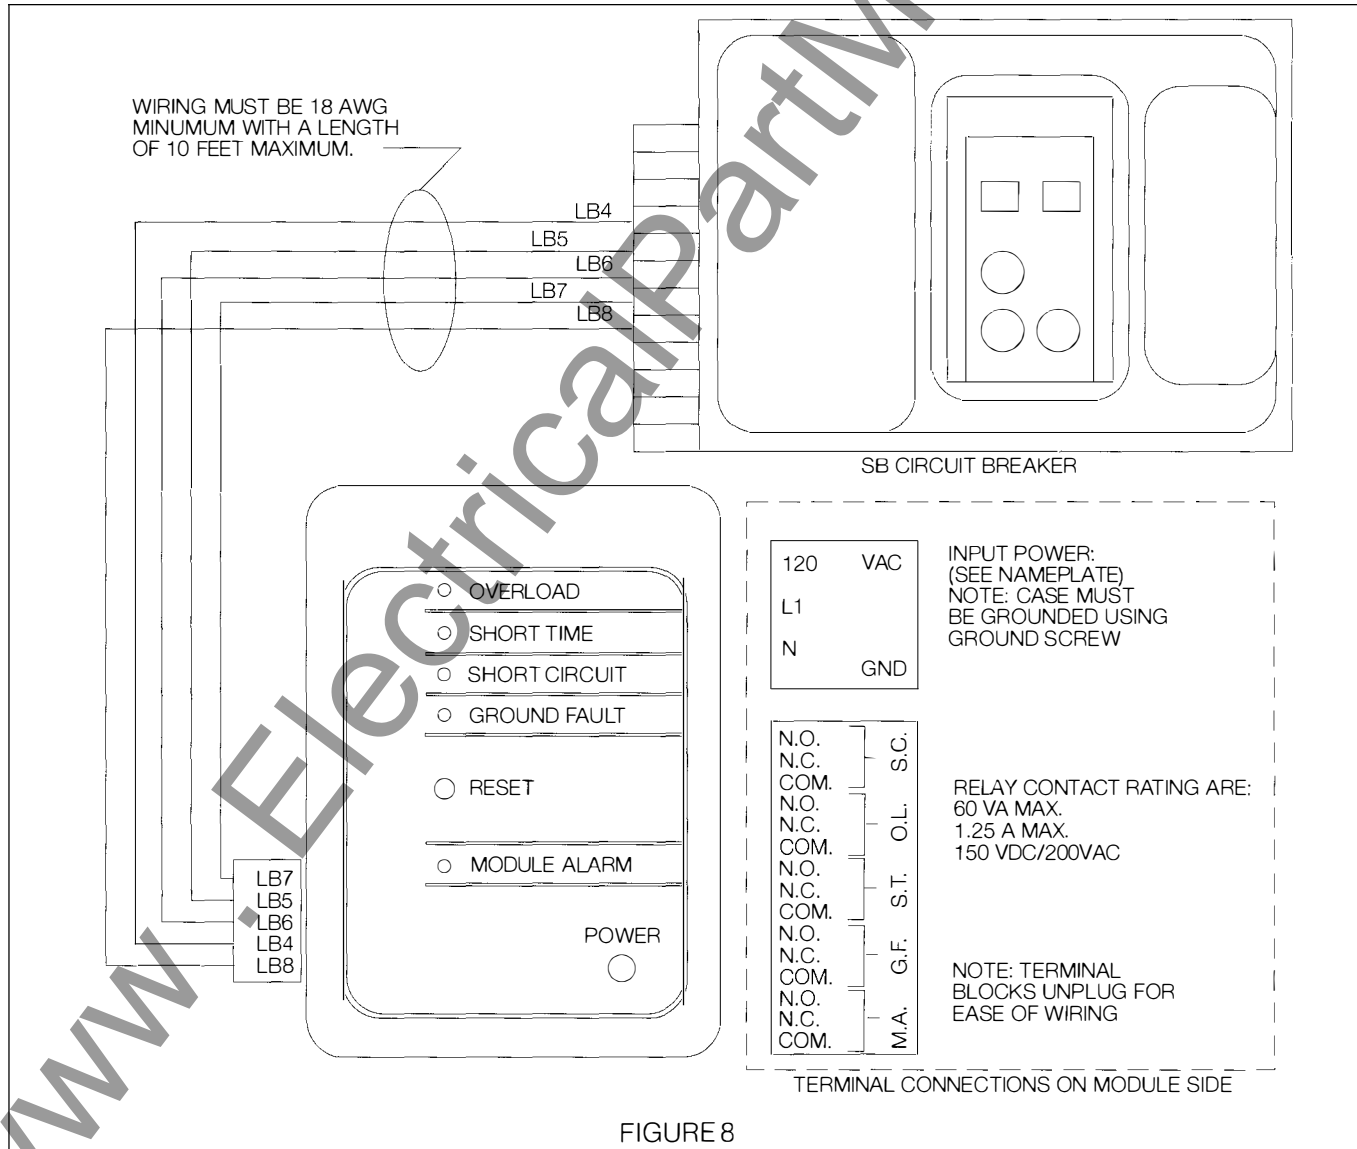 WIRING MUST BE 18 AWG
MINUMUM WITH A LENGTH
OF 10 FEET MAXIMUM.
LB4
LB5
LB6
LB7
LB8
SB CIRCUIT BREAKER
OVERLOAD
SHORT TIME
SHORT CIRCUIT
GROUND FAULT
RESET
MODULE ALARM
POWER
LB7
LB5
LB6
LB4
LB8
120 VAC
L1
N
GND
INPUT POWER:
(SEE NAMEPLATE)
NOTE: CASE MUST
BE GROUNDED USING
GROUND SCREW
N.O.
N.C.
COM.
S.C.
N.O.
N.C.
COM.
O.L.
N.O.
N.C.
COM.
S.T.
N.O.
N.C.
COM.
G.F.
N.O.
N.C.
COM.
M.A.
RELAY CONTACT RATING ARE:
60 VA MAX.
1.25 A MAX.
150 VDC/200VAC
NOTE: TERMINAL
BLOCKS UNPLUG FOR
EASE OF WIRING
TERMINAL CONNECTIONS ON MODULE SIDE
FIGURE 8
www.ElectricalPartM